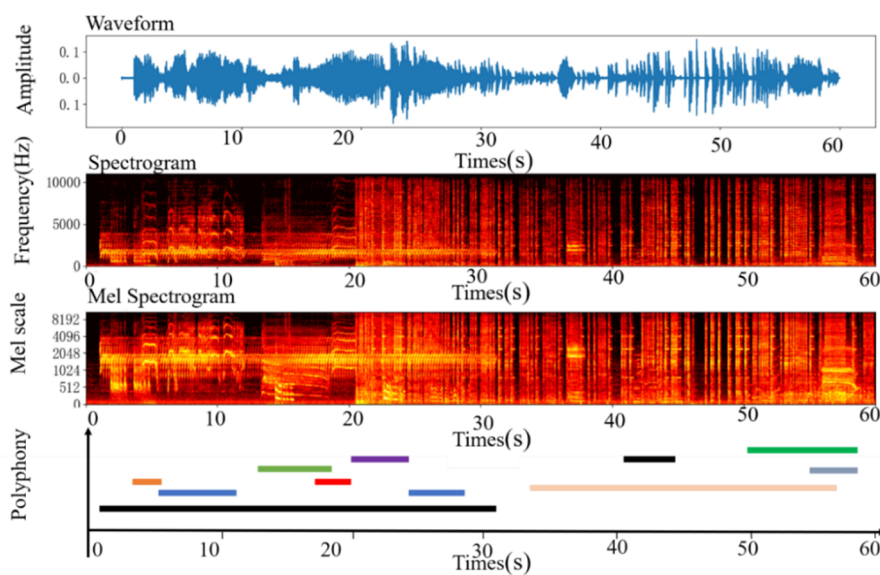 Waveform
Amplitude
0.1
0.0
0.1
0 10 20 30 40 50 60
Times(s)
Spectrogram
Frequency(Hz)
10000
5000
0
0 10 20 30 40 50 60
Times(s)
Mel Spectrogram
Mel scale
8192
4096
2048
1024
512
0
0 10 20 30 40 50 60
Times(s)
Polyphony
0 10 20 30 40 50 60
Times(s)